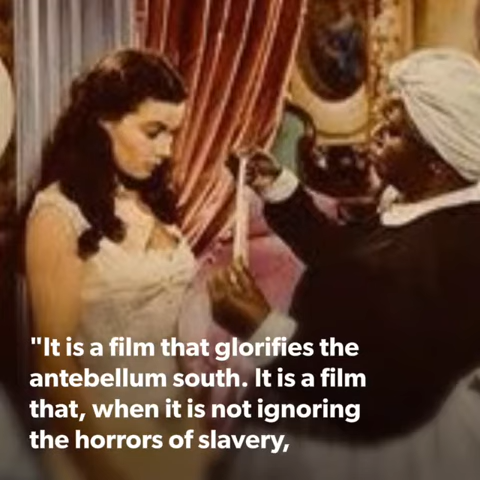 "It is a film that glorifies the
antebellum south. It is a film
that, when it is not ignoring
the horrors of slavery,